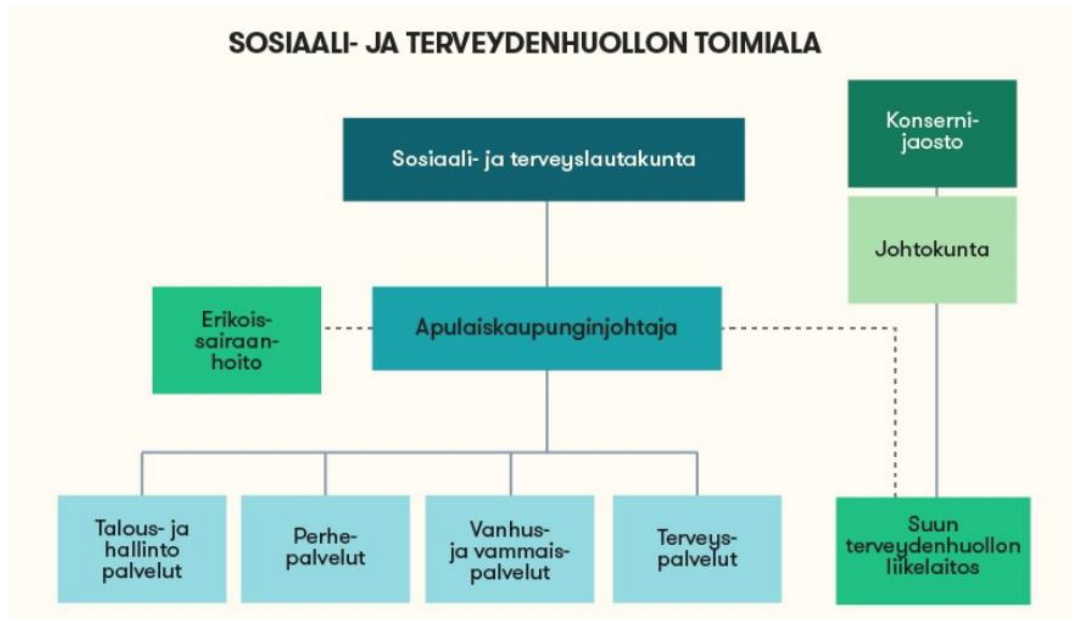 SOSIAALI- JA TERVEYDENHUOLLON TOIMIALA
Konserni-
jaosto
Sosiaali- ja terveyslautakunta
Johtokunta
Erikois-
sairaan-
hoito
Apulaiskaupunginjohtaja
Talous- ja
hallinto
palvelut
Perhe-
palvelut
Vanhus-
ja vammais-
palvelut
Terveys-
palvelut
Suun
terveydenhuollon
liikelaitos